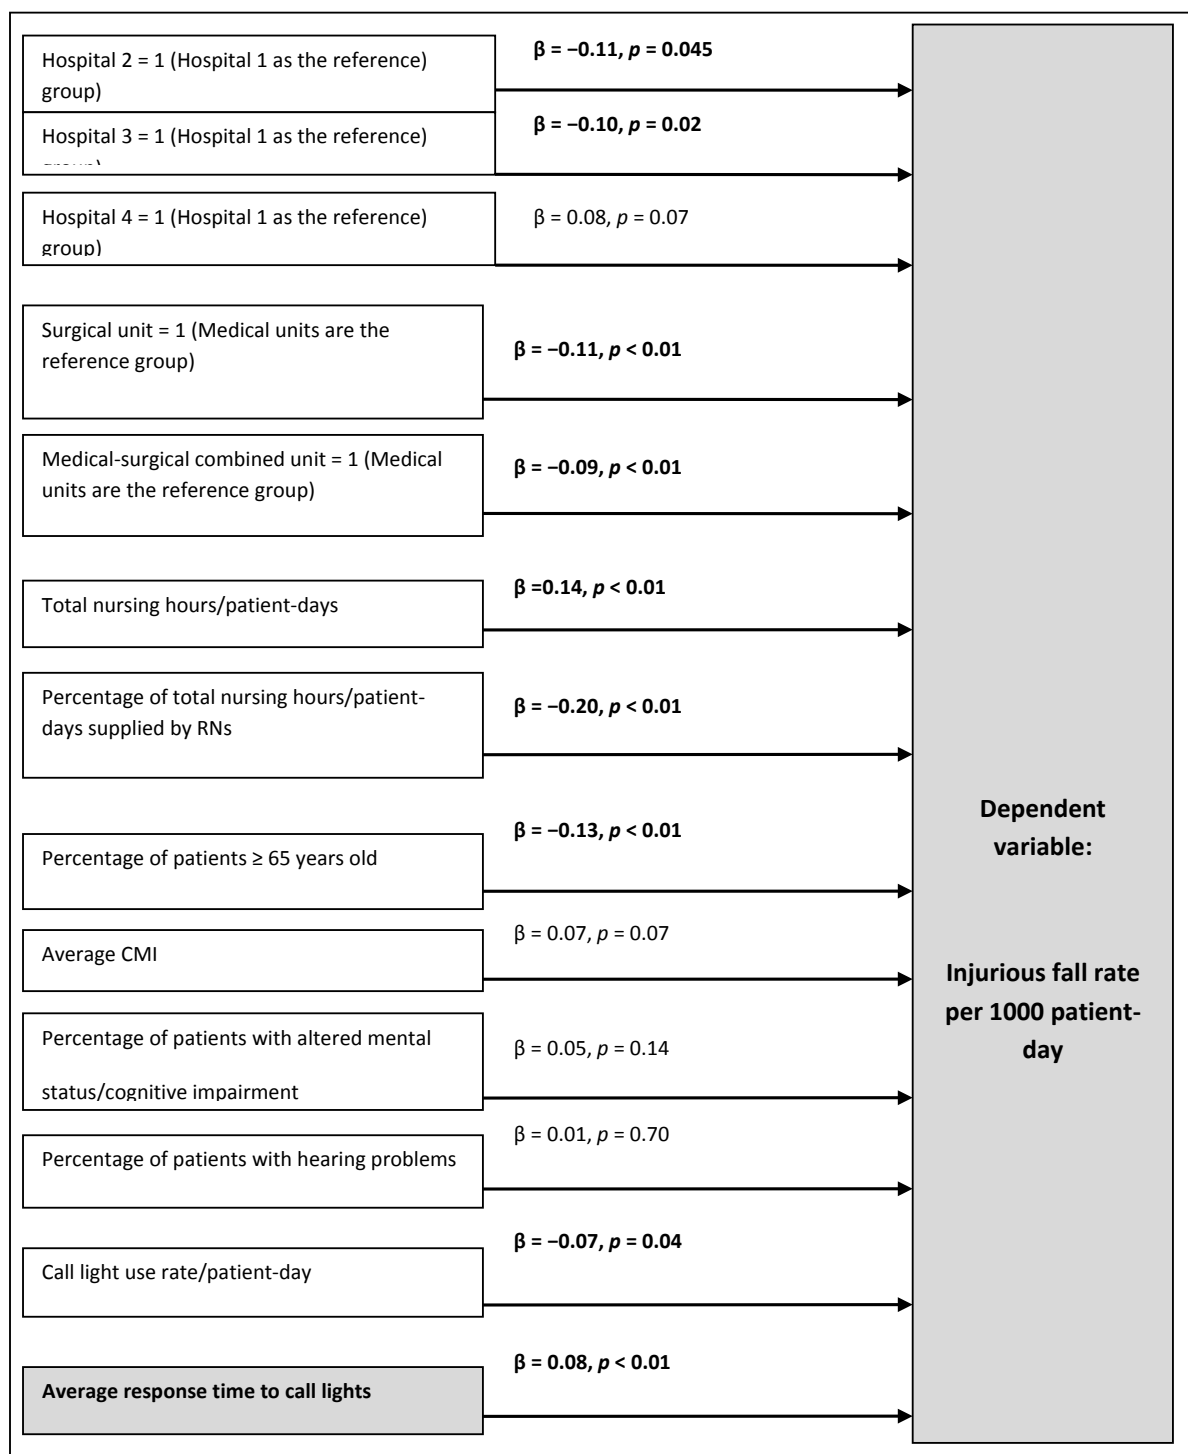 Hospital 2 = 1 (Hospital 1 as the reference)
group)
β = −0.11, p = 0.045
Hospital 3 = 1 (Hospital 1 as the reference)
β = −0.10, p = 0.02
Hospital 4 = 1 (Hospital 1 as the reference)
group)
β = 0.08, p = 0.07
Surgical unit = 1 (Medical units are the
reference group)
β = −0.11, p < 0.01
Medical-surgical combined unit = 1 (Medical
units are the reference group)
β = −0.09, p < 0.01
Total nursing hours/patient-days
β =0.14, p < 0.01
Percentage of total nursing hours/patient-
days supplied by RNs
β = −0.20, p < 0.01
Percentage of patients ≥ 65 years old
β = −0.13, p < 0.01
Average CMI
β = 0.07, p = 0.07
Percentage of patients with altered mental
status/cognitive impairment
β = 0.05, p = 0.14
Percentage of patients with hearing problems
β = 0.01, p = 0.70
Call light use rate/patient-day
β = −0.07, p = 0.04
Average response time to call lights
β = 0.08, p < 0.01
Dependent
variable:
Injurious fall rate
per 1000 patient-
day